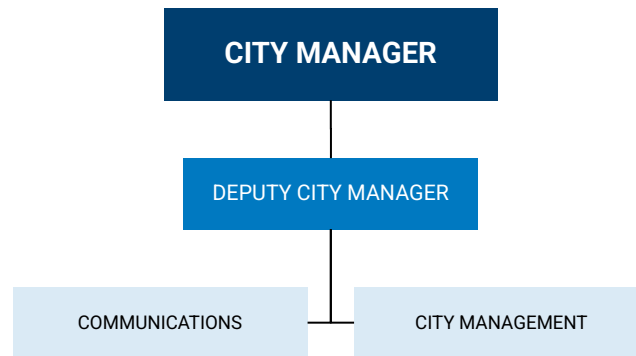 CITY MANAGER
DEPUTY CITY MANAGER
COMMUNICATIONS
CITY MANAGEMENT